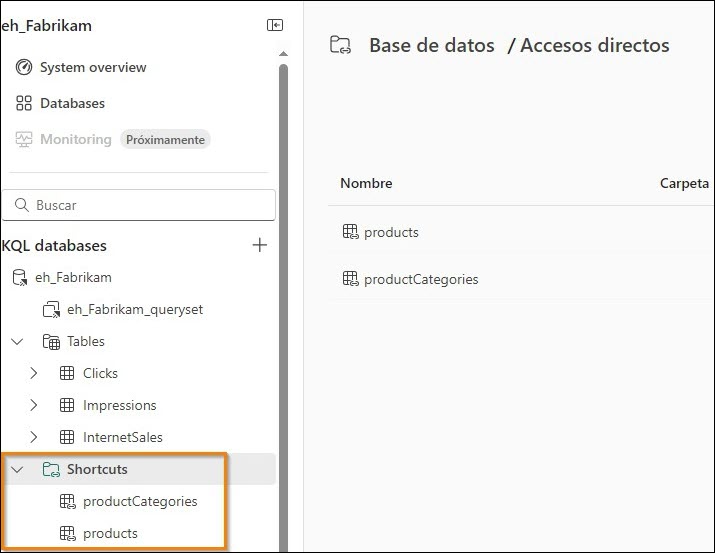 eh_Fabrikam
System overview
Databases
Monitoring Próximamente
Buscar
KQL databases
eh_Fabrikam
eh_Fabrikam_queryset
Tables
Clicks
Impressions
InternetSales
Shortcuts
productCategories
products
Base de datos / Accesos directos
Nombre Carpeta
products
productCategories